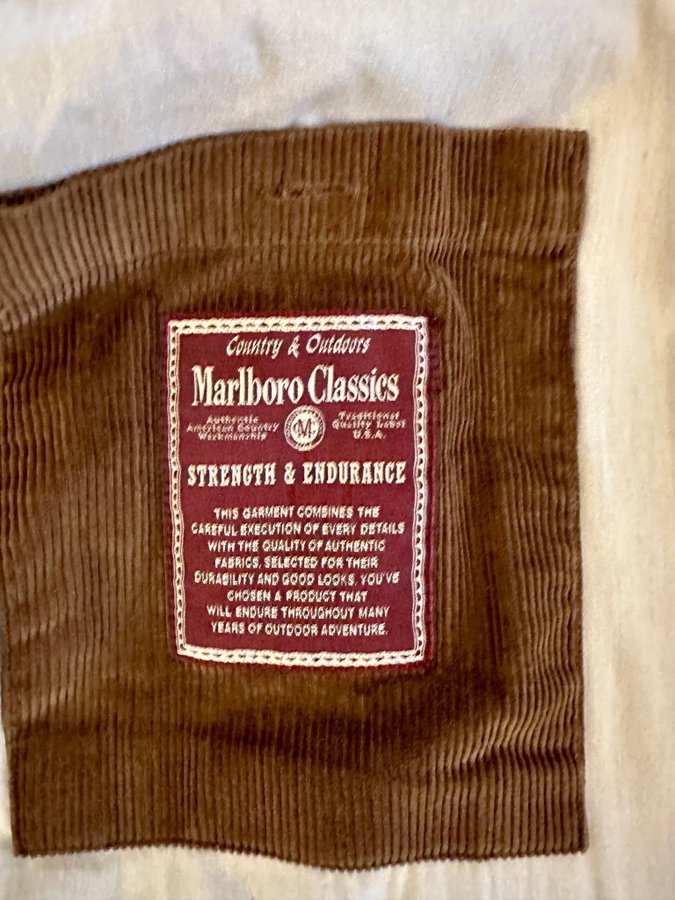 Country & Outdoors
Marlboro Classics
Authentic
American Country
Workmanship
M
Traditional
Quality Label
U.S.A.
STRENGTH & ENDURANCE
THIS GARMENT COMBINES THE
CAREFUL EXECUTION OF EVERY DETAILS
WITH THE QUALITY OF AUTHENTIC
FABRICS, SELECTED FOR THEIR
DURABILITY AND GOOD LOOKS. YOU'VE
CHOSEN A PRODUCT THAT
WILL ENDURE THROUGHOUT MANY
YEARS OF OUTDOOR ADVENTURE.